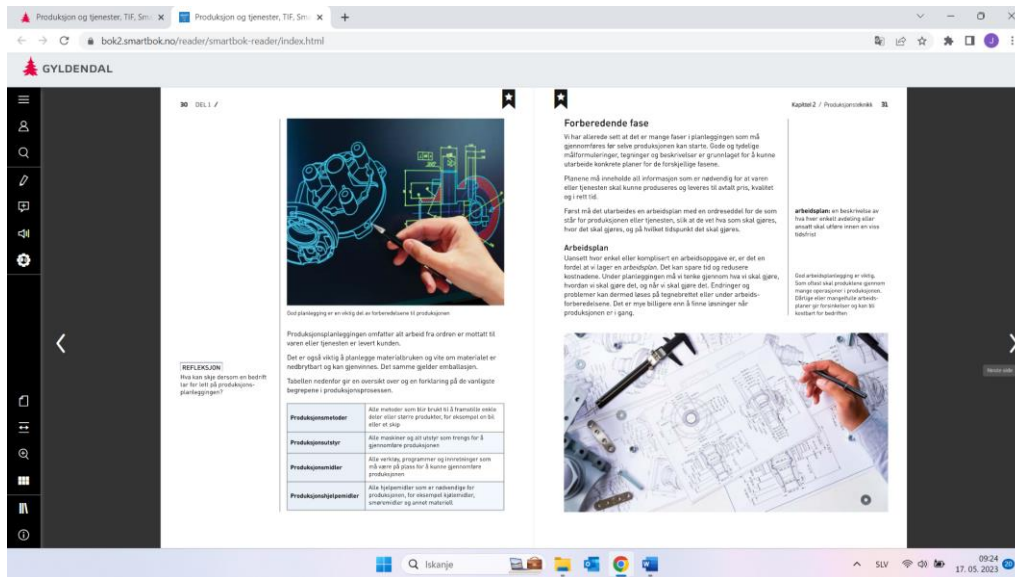 Produksjon og tjenester, TIF, Sm
Produksjon og tjenester, TIF, Sm
bok2.smartbok.no/reader/smartbok-reader/index.html
J
GYLDENDAL
30 DEL 1 /
God planlegging er en viktig del av forberedelsene til produksjonen
Produksjonsplanleggingen omfatter alt arbeid fra ordren er mottatt til
varen eller tjenesten er levert kunden.
Det er også viktig å planlegge materialbruken og vite om materialet er
nedbrytbart og kan gjenvinnes. Det samme gjelder emballasjen.
Tabellen nedenfor gir en oversikt over og en forklaring på de vanligste
begrepene i produksjonsprosessen.
REFLEKSJON
Hva kan skje dersom en bedrift
tar for lett på produksjons-
planleggingen?
Produksjonsmetoder
Alle metoder som blir brukt til å framstille enkle
deler eller større produkter, for eksempel en bil
eller et skip
Produksjonsutstyr
Alle maskiner og alt utstyr som trengs for å
gjennomføre produksjonen
Produksjonsmidler
Alle verktøy, programmer og innretninger som
må være på plass for å kunne gjennomføre
produksjonen
Produksjonshjelpemidler
Alle hjelpemidler som er nødvendige for
produksjonen, for eksempel kjølemidler,
smøremidler og annet materiell
Kapittel 2 / Produksjonsteknikk 31
Forberedende fase
Vi har allerede sett at det er mange faser i planleggingen som må
gjennomføres før selve produksjonen kan starte. Gode og tydelige
målformuleringer, tegninger og beskrivelser er grunnlaget for å kunne
utarbeide konkrete planer for de forskjellige fasene.
Planene må inneholde all informasjon som er nødvendig for at varen
eller tjenesten skal kunne produseres og leveres til avtalt pris, kvalitet
og i rett tid.
Først må det utarbeides en arbeidsplan med en ordreseddel for de som
står for produksjonen eller tjenesten, slik at de vet hva som skal gjøres,
hvor det skal gjøres, og på hvilket tidspunkt det skal gjøres.
arbeidsplan: en beskrivelse av
hva hver enkelt avdeling eller
ansatt skal utføre innen en viss
tidsfrist
Arbeidsplan
Uansett hvor enkel eller komplisert en arbeidsoppgave er, er det en
fordel at vi lager en arbeidsplan. Det kan spare tid og redusere
kostnadene. Under planleggingen må vi tenke gjennom hva vi skal gjøre,
hvordan vi skal gjøre det, og når vi skal gjøre det. Endringer og
problemer kan dermed løses på tegnebrettet eller under arbeids-
forberedelsene. Det er mye billigere enn å finne løsninger når
produksjonen er i gang.
God arbeidsplanlegging er viktig.
Som oftest skal produktene gjennom
mange operasjoner i produksjonen.
Dårlige eller mangelfulle arbeids-
planer gir forsinkelser og kan bli
kostbart for bedriften.
Neste side
Iskanje
SLV
09:24
17. 05. 2023
20